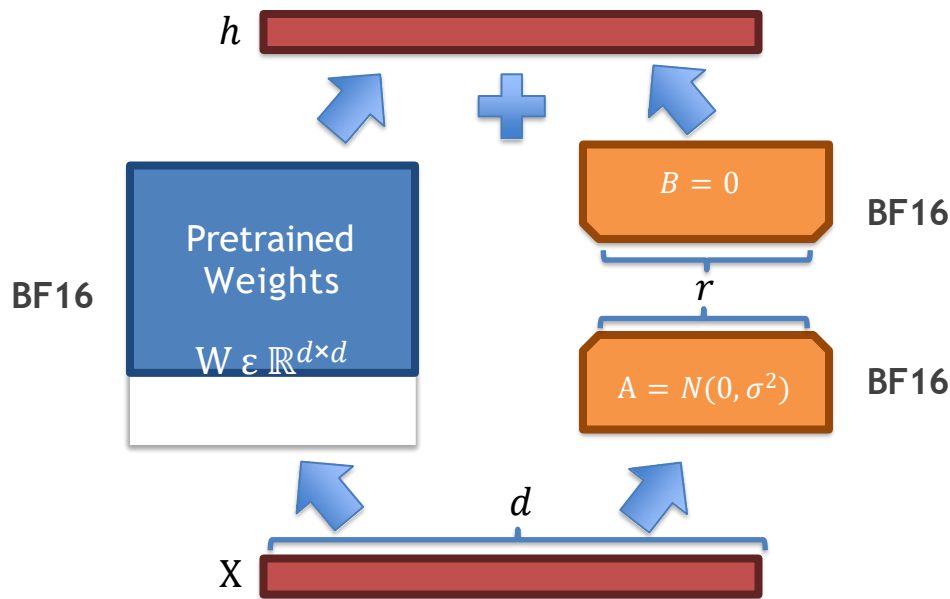 h
B = 0
BF16
Pretrained
Weights
BF16
r
W ε ℝ^{d×d}
A = N(0, σ²)
BF16
d
X